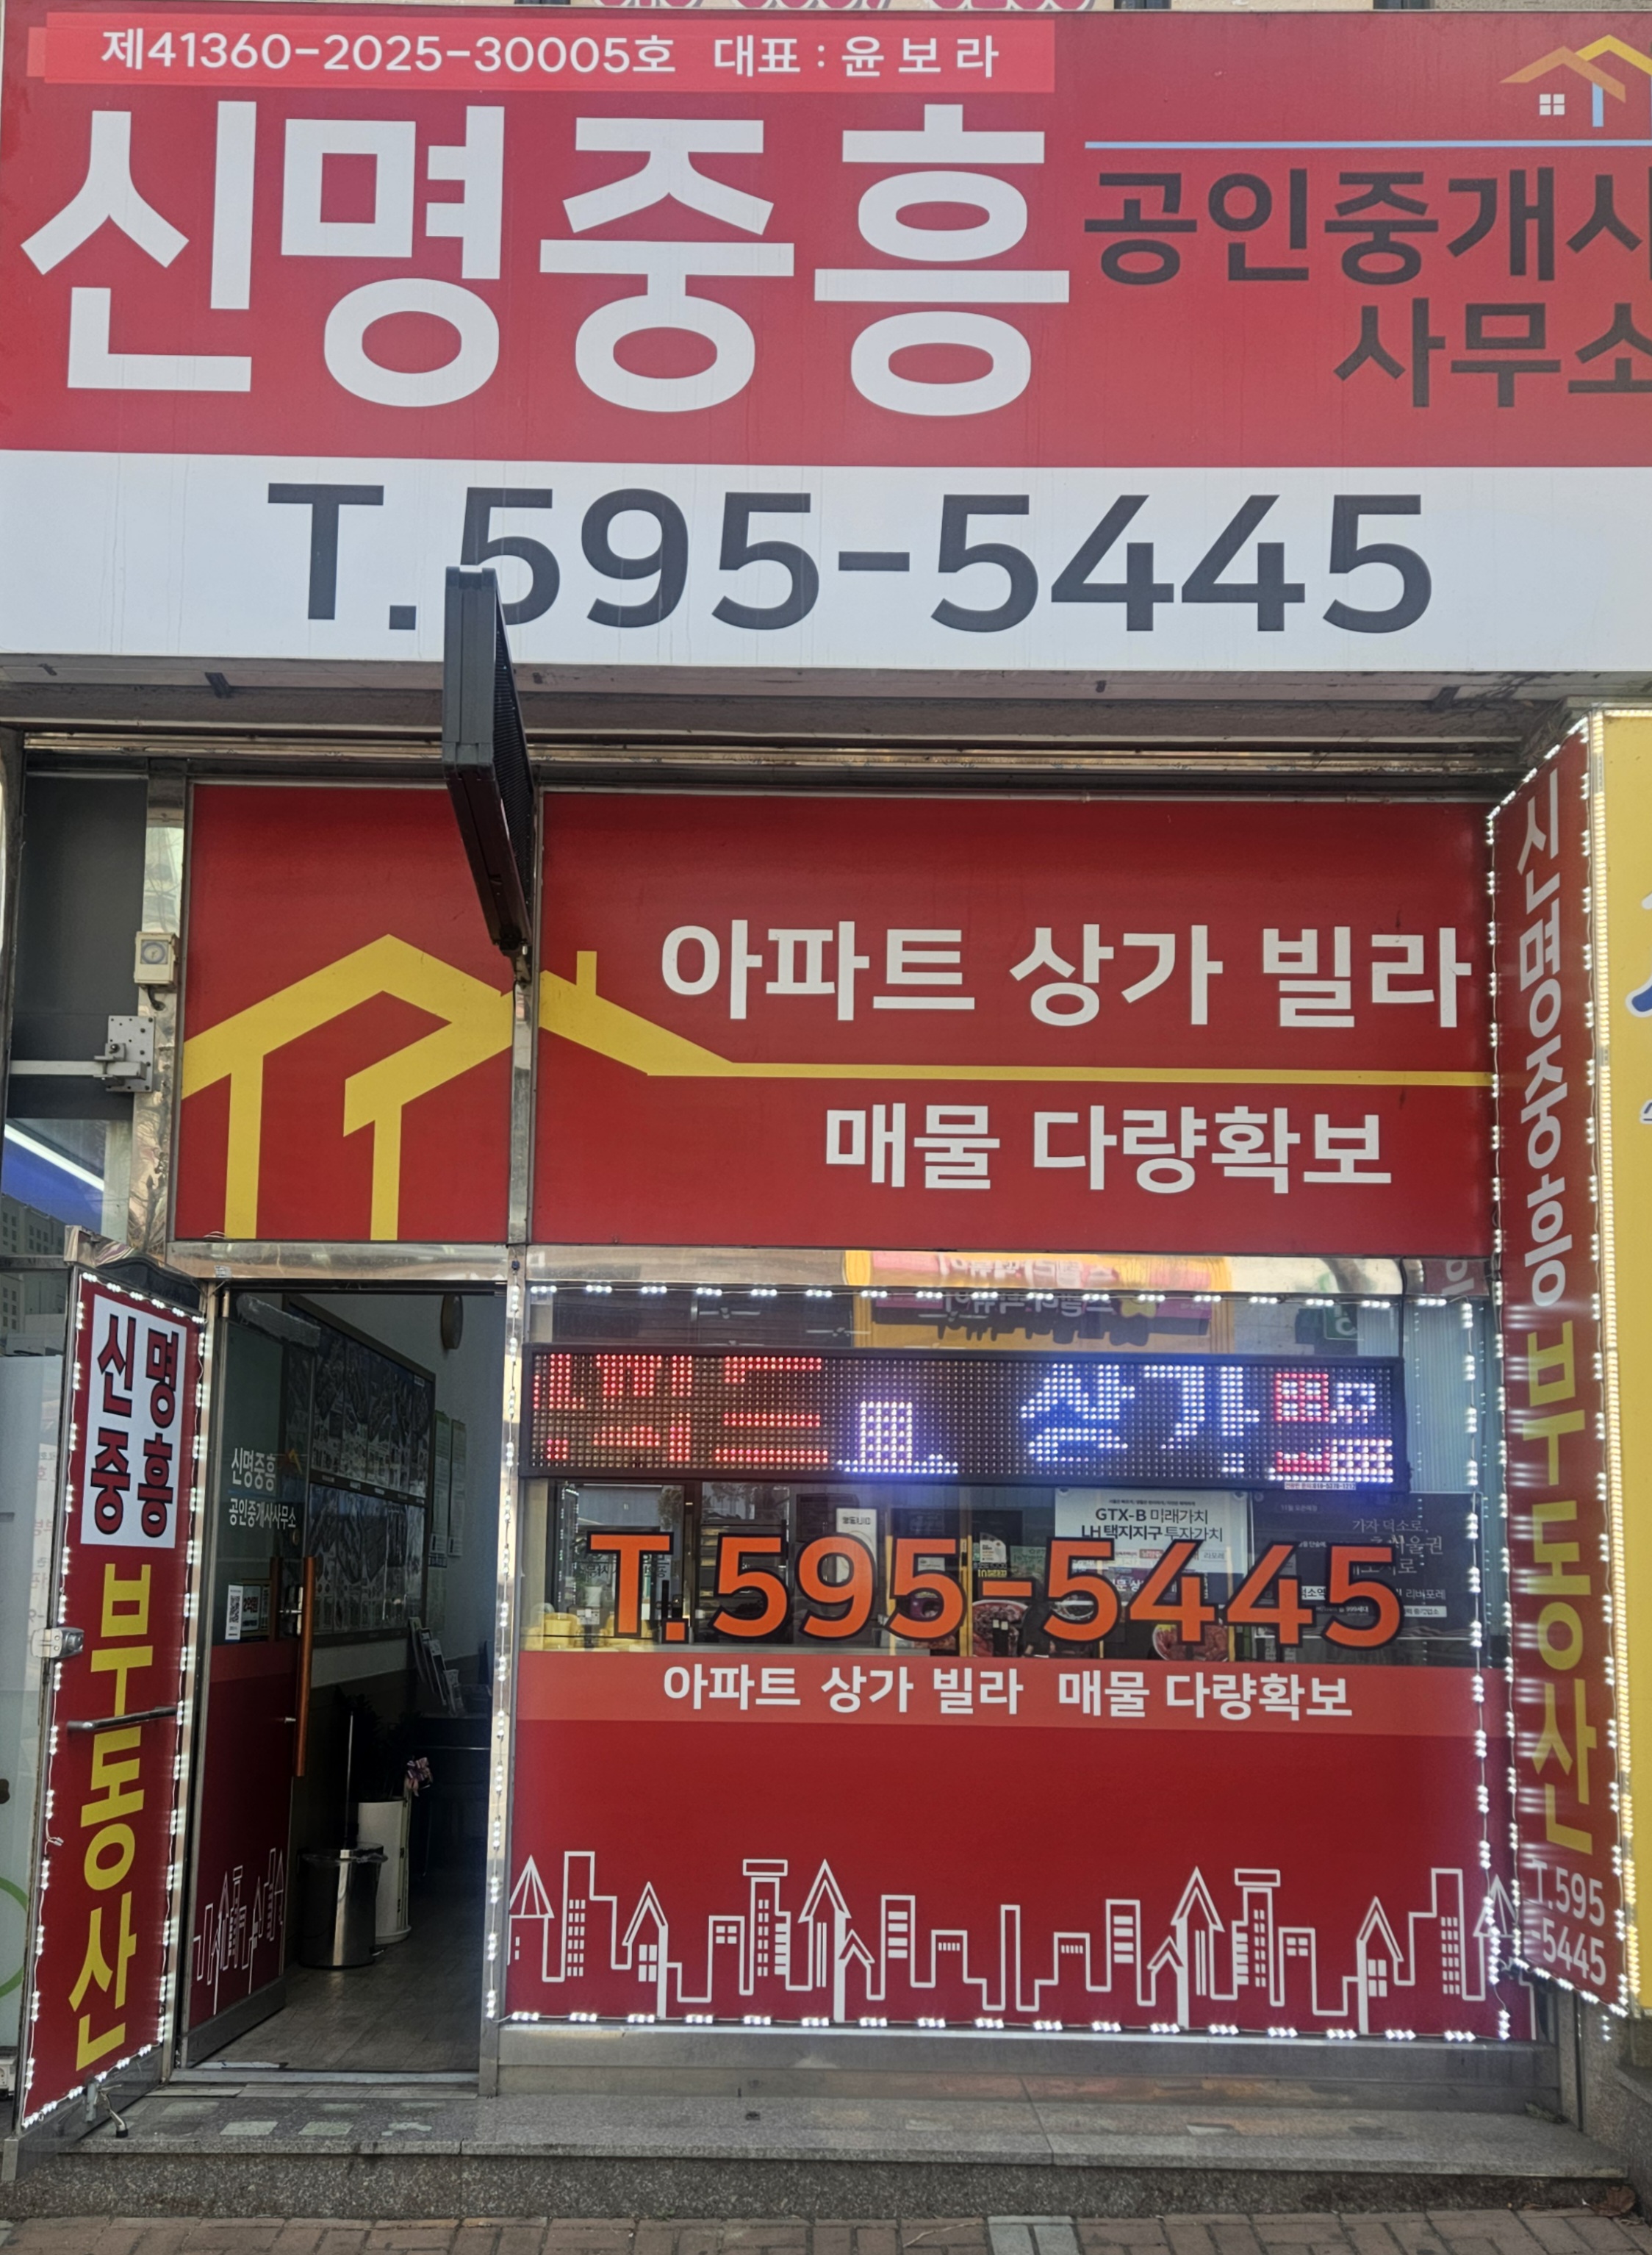 제41360-2025-30005호 대표 : 윤보라
신명중흥
공인중개사
사무소
T.595-5445
아파트 상가 빌라
매물 다량확보
신명중흥 부동산
T.595
-5445
신명
중흥
부동산
신명중흥
공인중개사사무소
상가
GTX-B 미래가치
LH 택지지구 투자가치
가자 덕소로,
T.595-5445
아파트 상가 빌라 매물 다량확보